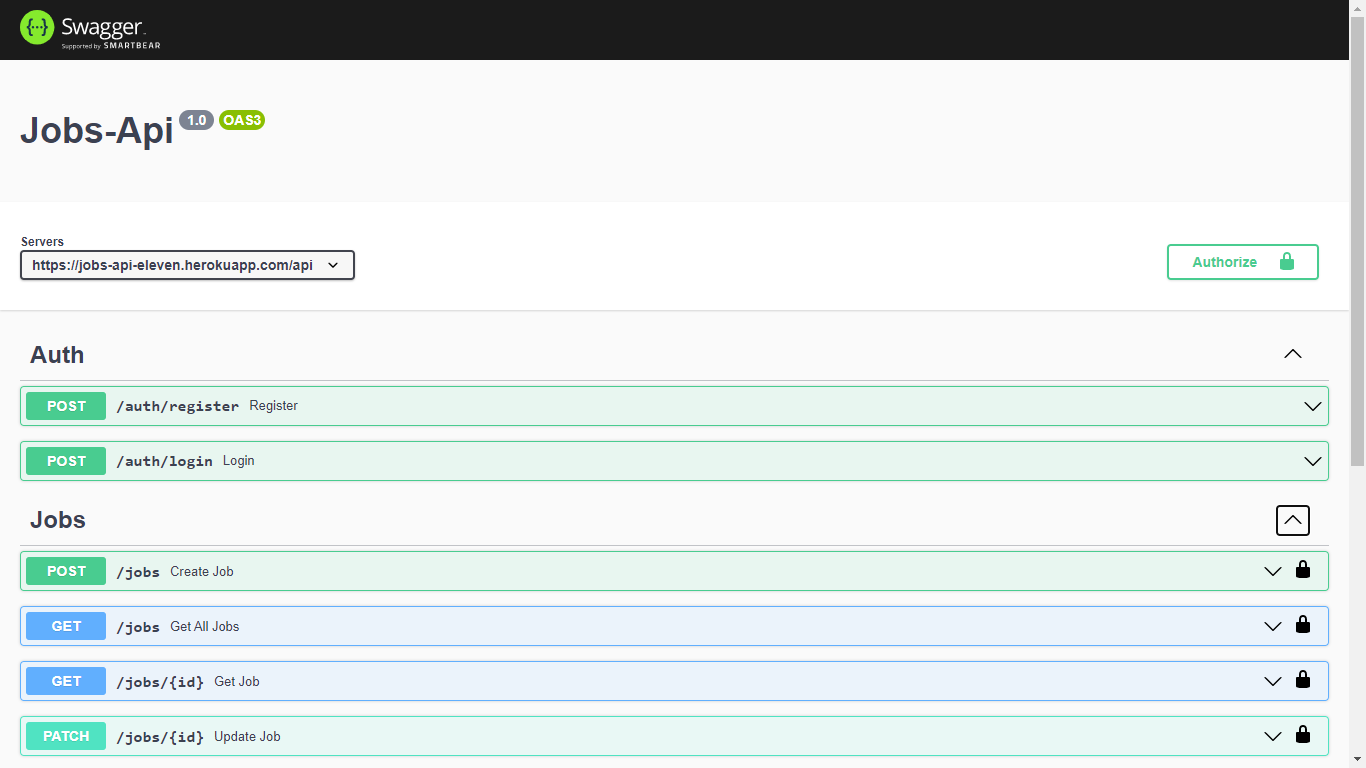 Swagger
Supported by SMARTBEAR
Jobs-Api 1.0 OAS3
Servers
https://jobs-api-eleven.herokuapp.com/api
Authorize
Auth
POST /auth/register Register
POST /auth/login Login
Jobs
POST /jobs Create Job
GET /jobs Get All Jobs
GET /jobs/{id} Get Job
PATCH /jobs/{id} Update Job